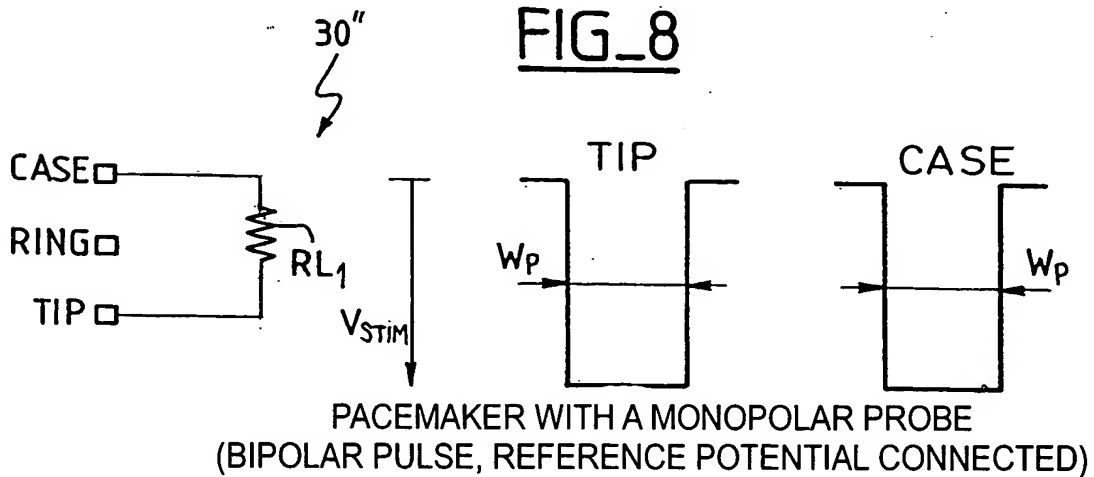 30"
FIG_8
CASE
RING
TIP
RL1
VSTIM
TIP
WP
CASE
WP
PACEMAKER WITH A MONOPOLAR PROBE
(BIPOLAR PULSE, REFERENCE POTENTIAL CONNECTED)